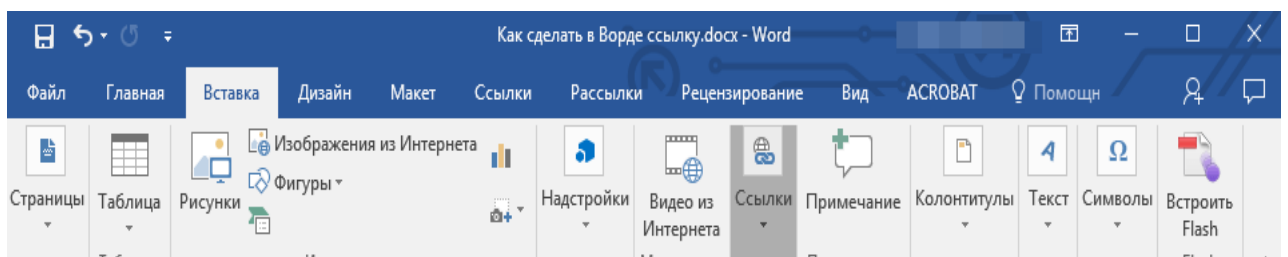 Как сделать в Ворде ссылку.docx - Word
Файл Главная Вставка Дизайн Макет Ссылки Рассылки Рецензирование Вид ACROBAT Помощн
Изображения из Интернета
Фигуры
Страницы Таблица Рисунки Надстройки Видео из Интернета Ссылки Примечание Колонтитулы Текст Символы Встроить Flash